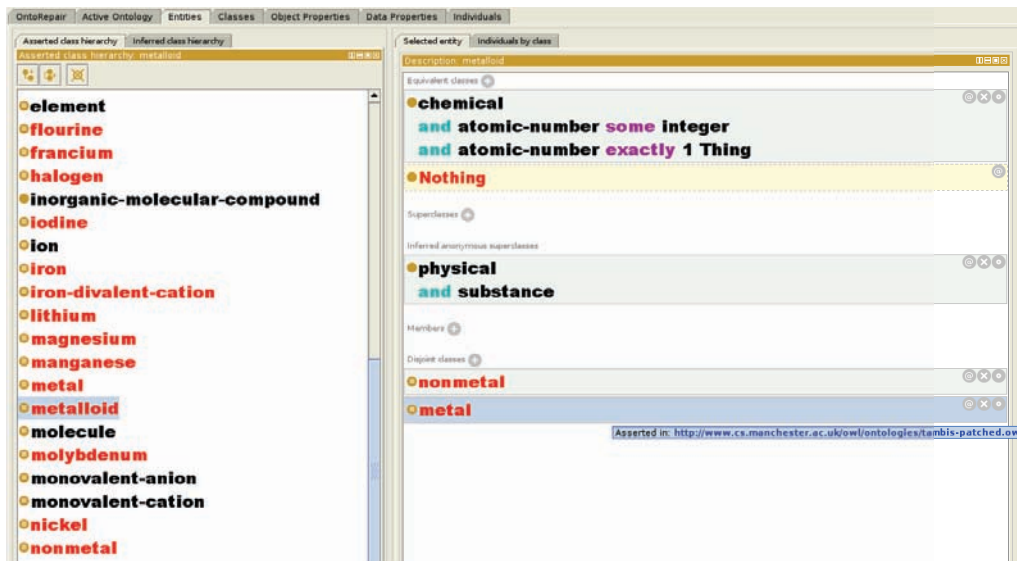 OntoRepair Active Ontology Entities Classes Object Properties Data Properties Individuals
Asserted class hierarchy Inferred class hierarchy
Asserted class hierarchy: metalloid
element
flourine
francium
halogen
inorganic-molecular-compound
iodine
ion
iron
iron-divalent-cation
lithium
magnesium
manganese
metal
metalloid
molecule
molybdenum
monovalent-anion
monovalent-cation
nickel
nonmetal
Selected entity Individuals by class
Description: metalloid
Equivalent classes
chemical
and atomic-number some integer
and atomic-number exactly 1 Thing
Nothing
Superclasses
Inferred anonymous superclasses
physical
and substance
Members
Disjoint classes
nonmetal
metal
Asserted in: http://www.cs.manchester.ac.uk/owl/ontologies/tambis-patched.ow